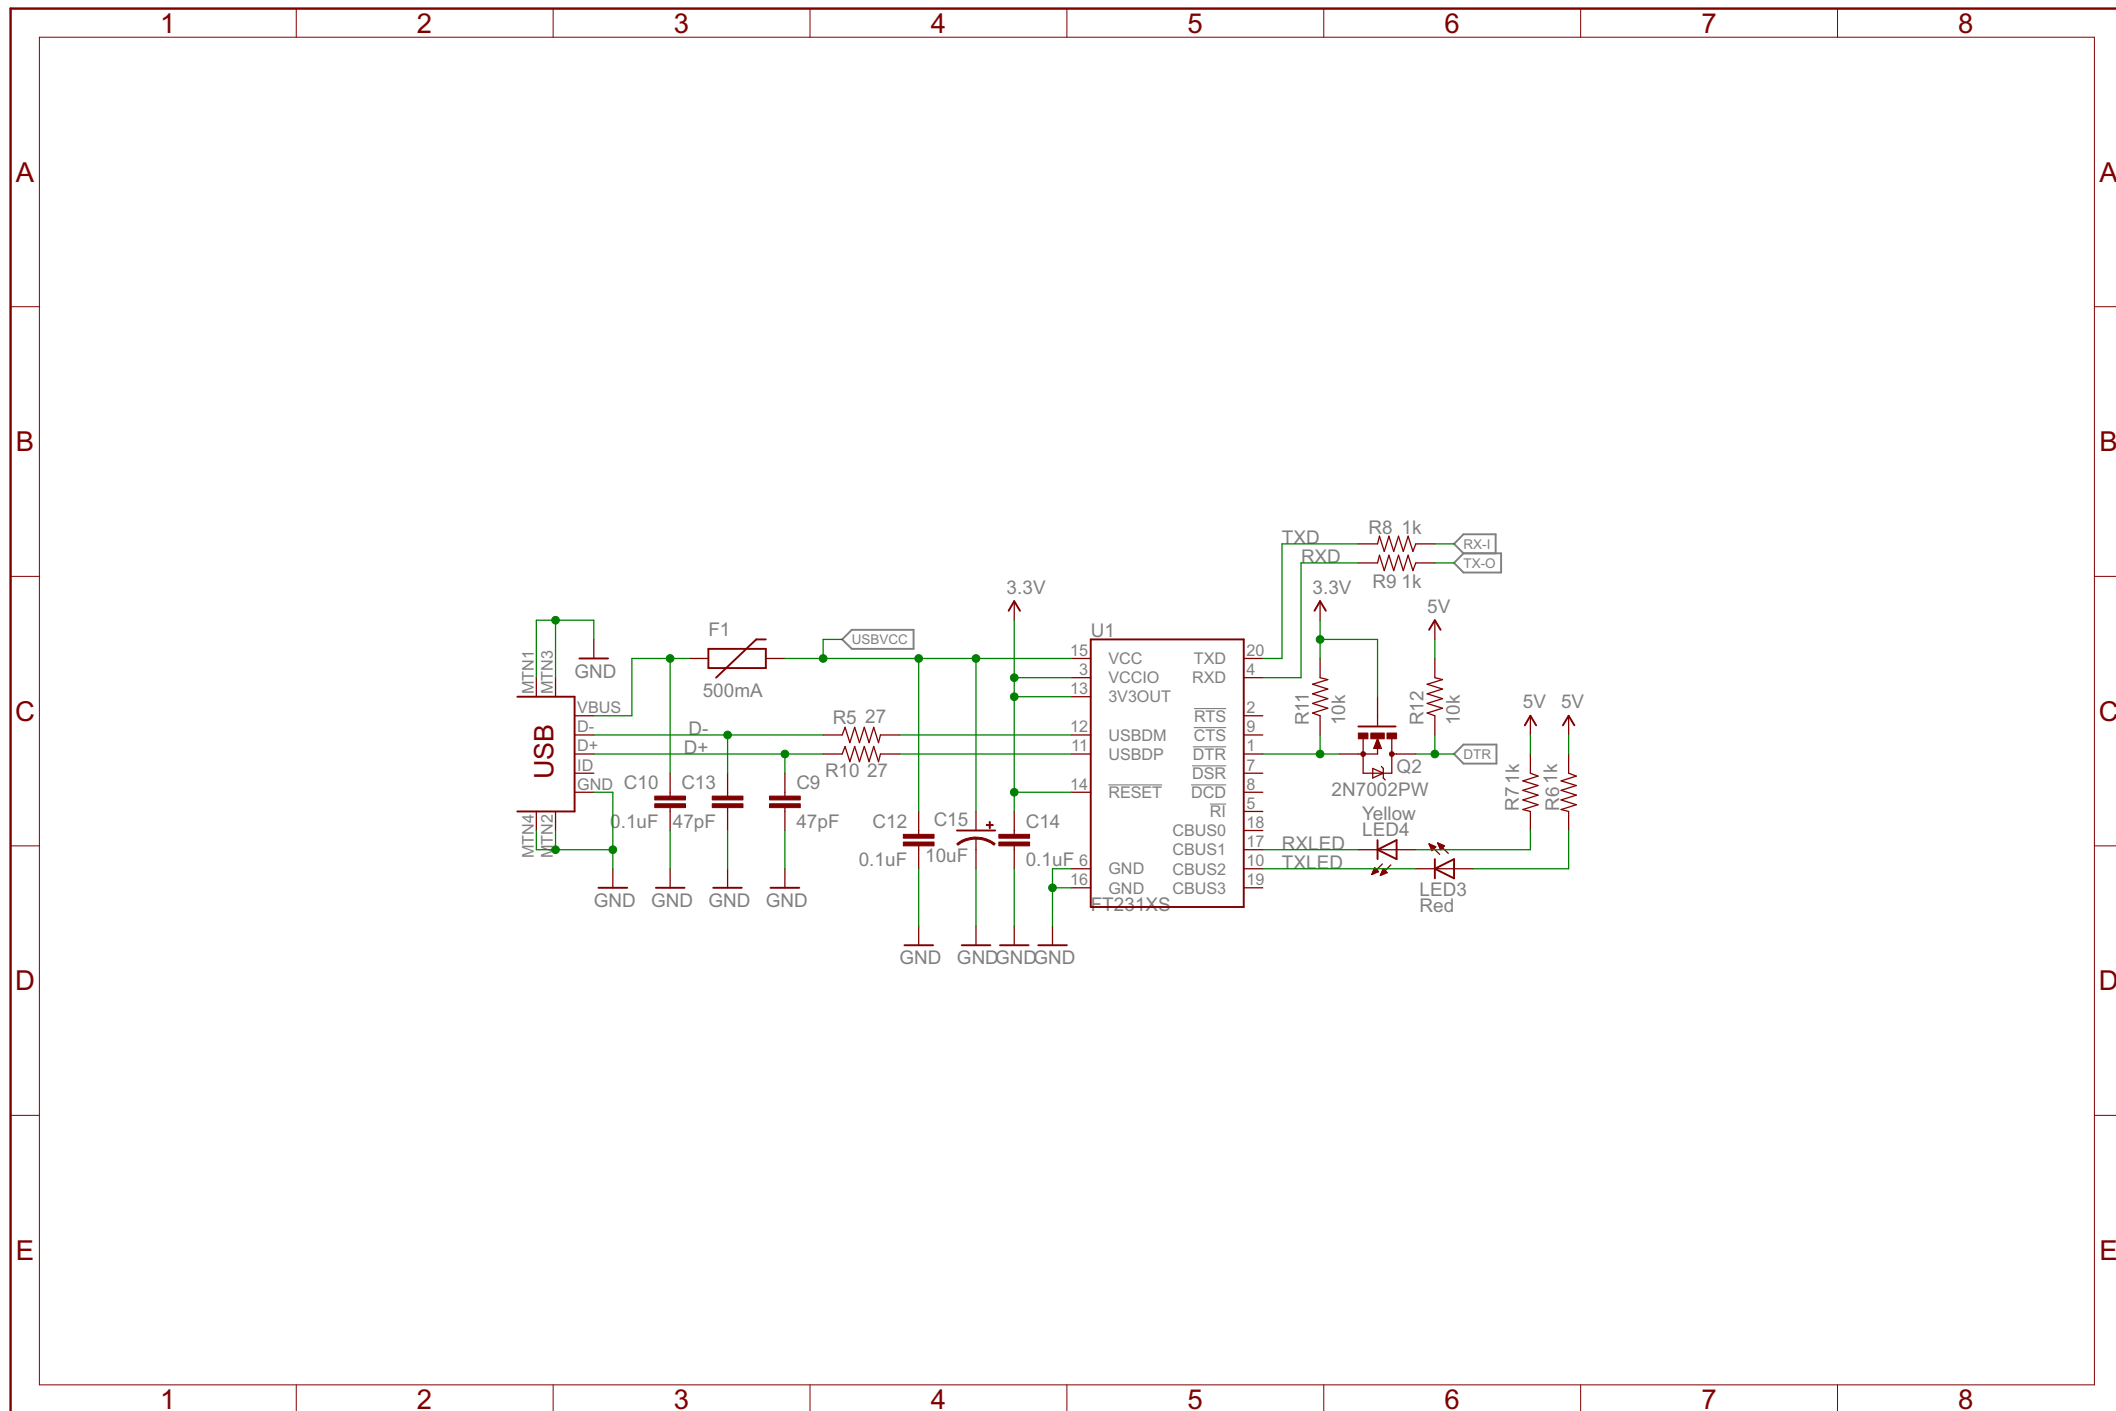 1 2 3 4 5 6 7 8
A A
B B
TXD R8 1k RX-I
RXD TX-O
R9 1k
3.3V 3.3V
5V
F1 USBVCC U1
MTN1 MTN3 GND 15 VCC TXD 20
3 VCCIO RXD 4
500mA 13 3V3OUT R11 10k R12 10k 5V 5V
C C
VBUS RTS 2
D- D- R5 27 12 USBDM CTS 9
D+ D+ 11 USBDP DTR 1 DTR
USB R10 27 DSR 7 Q2
ID
GND C10 C13 C9 14 RESET DCD 8 2N7002PW R7 1k R6 1k
RI 5
0.1uF 47pF 47pF C12 C15 + C14 CBUS0 18 Yellow
MTN4 MTN2 CBUS1 17 RXLED LED4
0.1uF 10uF 0.1uF 6 GND CBUS2 10 TXLED
16 GND CBUS3 19 LED3
GND GND GND GND FT231XS Red
GND GND GND GND
D D
E E
1 2 3 4 5 6 7 8